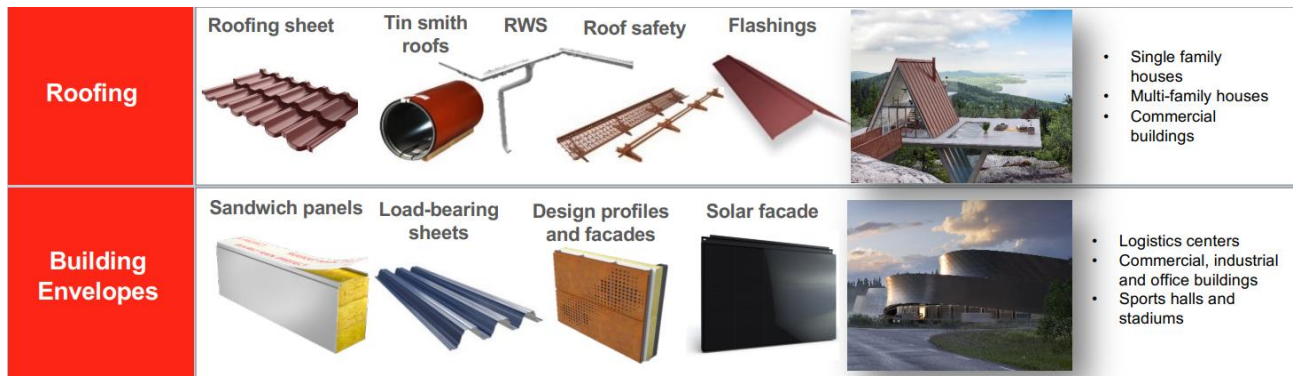 Roofing
Roofing sheet
Tin smith
roofs
RWS
Roof safety
Flashings
• Single family
houses
• Multi-family houses
• Commercial
buildings
Building
Envelopes
Sandwich panels
Load-bearing
sheets
Design profiles
and facades
Solar facade
• Logistics centers
• Commercial, industrial
and office buildings
• Sports halls and
stadiums